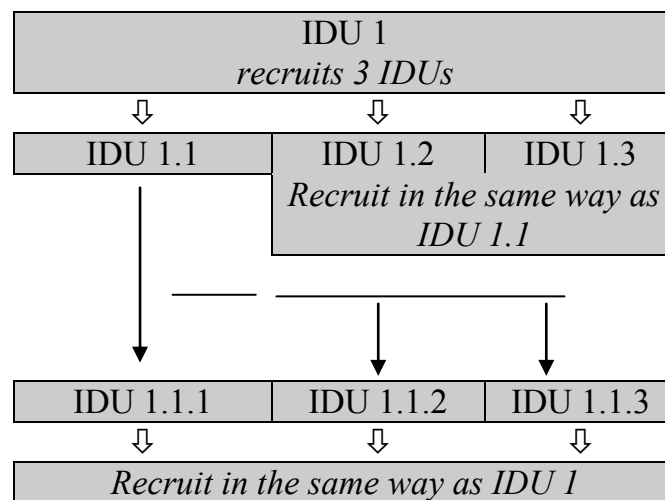 IDU 1
recruits 3 IDUs
IDU 1.1 IDU 1.2 IDU 1.3
Recruit in the same way as
IDU 1.1
IDU 1.1.1 IDU 1.1.2 IDU 1.1.3
Recruit in the same way as IDU 1